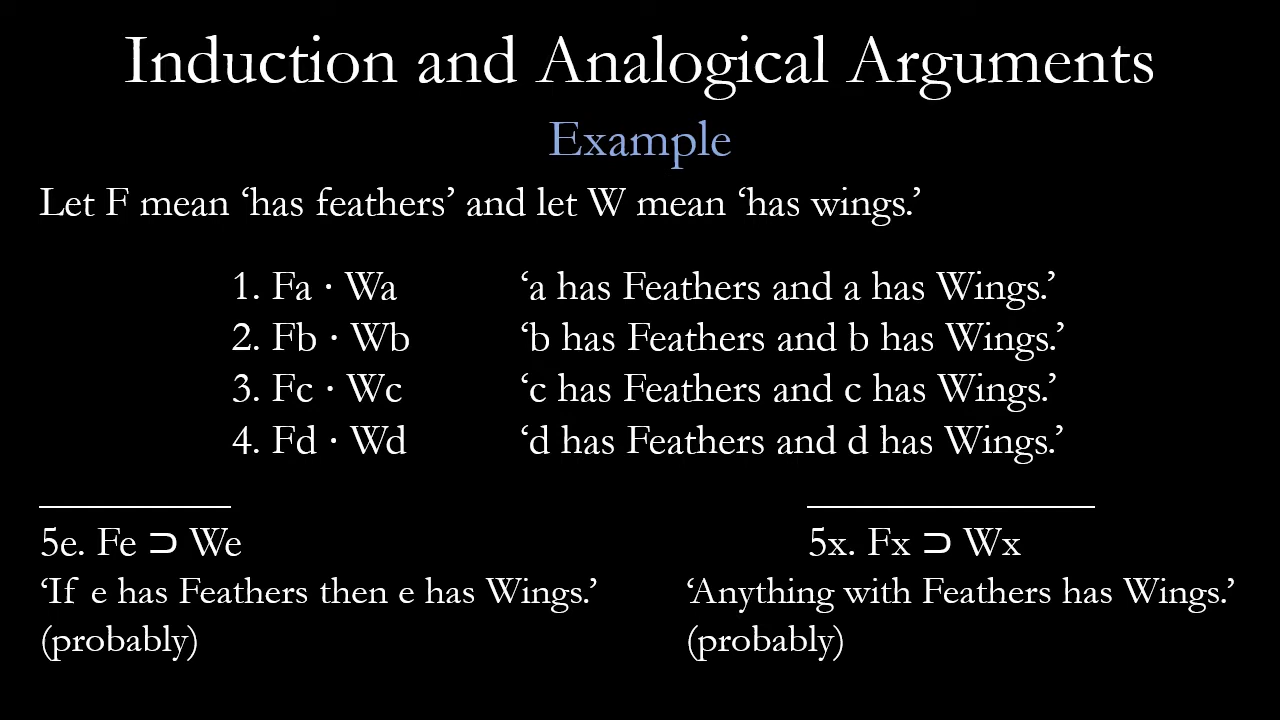 Induction and Analogical Arguments
Example
Let F mean ‘has feathers’ and let W mean ‘has wings.’
1. Fa · Wa ‘a has Feathers and a has Wings.’
2. Fb · Wb ‘b has Feathers and b has Wings.’
3. Fc · Wc ‘c has Feathers and c has Wings.’
4. Fd · Wd ‘d has Feathers and d has Wings.’
5e. Fe ⊃ We
‘If e has Feathers then e has Wings.’
(probably)
5x. Fx ⊃ Wx
‘Anything with Feathers has Wings.’
(probably)